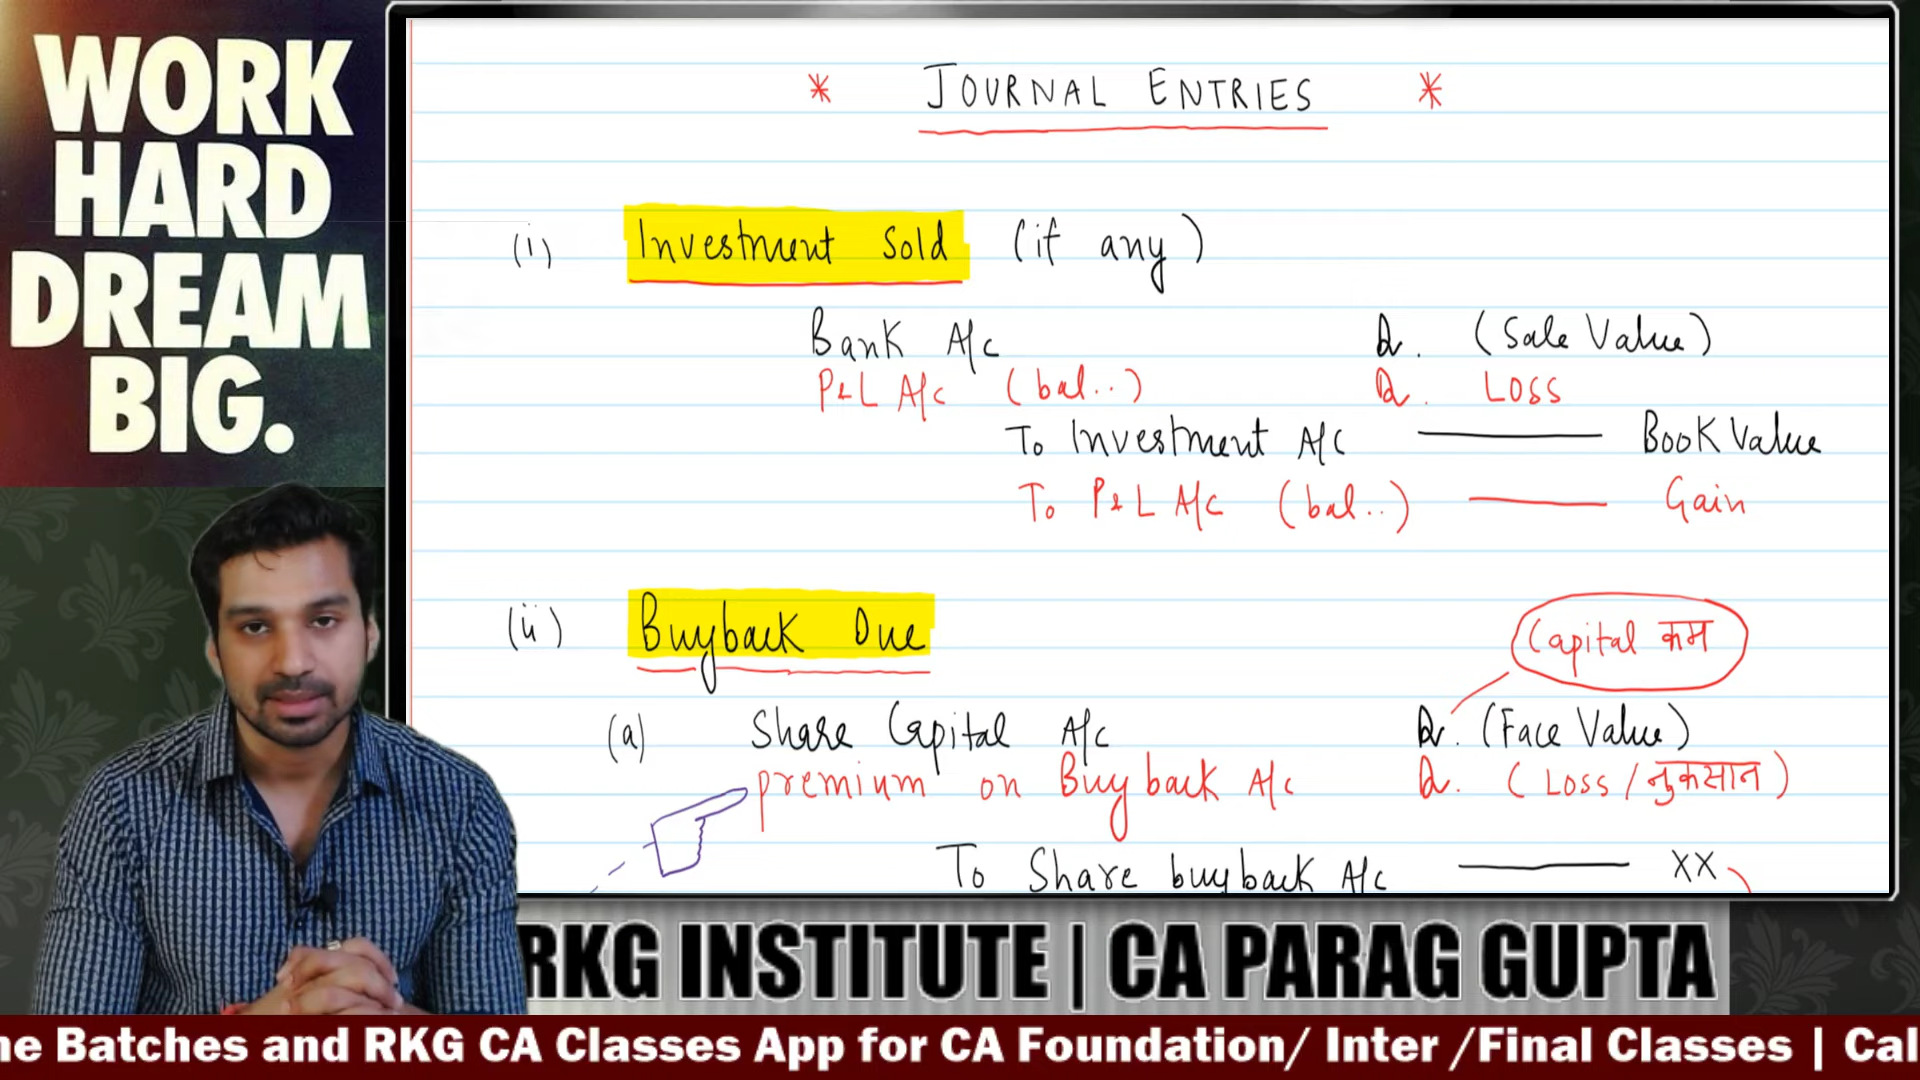 WORK
HARD
DREAM
BIG.
* JOURNAL ENTRIES *
(i) Investment Sold (if any)
Bank A/c Dr. (Sale Value)
P&L A/c (bal..) Dr. Loss
To Investment A/c Book Value
To P&L A/c (bal..) Gain
(ii) Buyback Due
Capital कम
(a) Share Capital A/c Dr. (Face Value)
premium on Buyback A/c Dr. (Loss / नुकसान)
To Share buyback A/c XX
RKG INSTITUTE | CA PARAG GUPTA
ne Batches and RKG CA Classes App for CA Foundation/ Inter /Final Classes | Cal